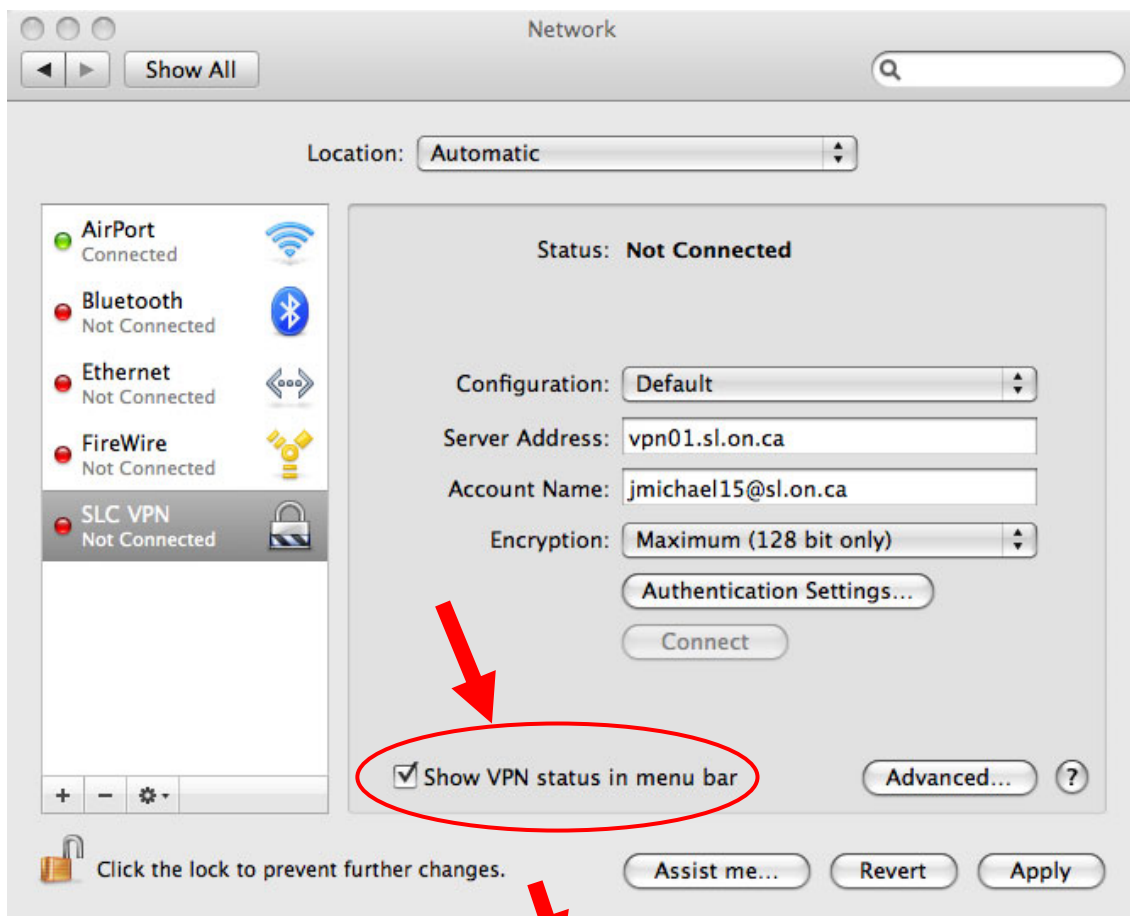 Network
Show All
Location: Automatic
AirPort
Connected
Bluetooth
Not Connected
Ethernet
Not Connected
FireWire
Not Connected
SLC VPN
Not Connected
Status: Not Connected
Configuration: Default
Server Address: vpn01.sl.on.ca
Account Name: jmichael15@sl.on.ca
Encryption: Maximum (128 bit only)
Authentication Settings...
Connect
Show VPN status in menu bar
Advanced... ?
Click the lock to prevent further changes.
Assist me... Revert Apply